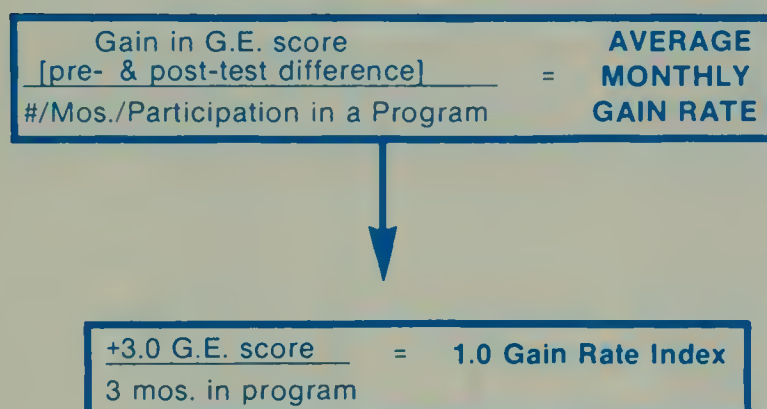 Gain in G.E. score
[pre- & post-test difference] = AVERAGE MONTHLY GAIN RATE
#/Mos./Participation in a Program
+3.0 G.E. score = 1.0 Gain Rate Index
3 mos. in program